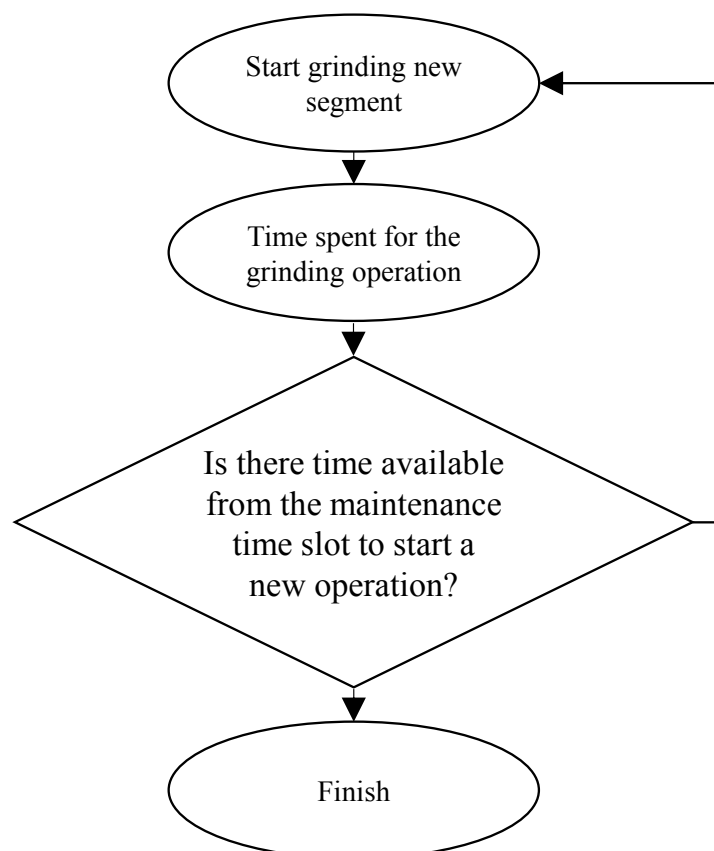 Start grinding new
segment
Time spent for the
grinding operation
Is there time available
from the maintenance
time slot to start a
new operation?
Finish